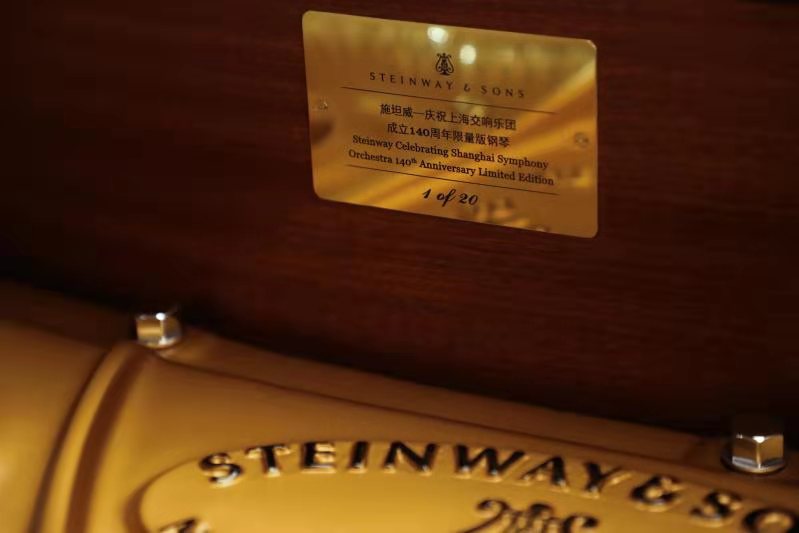 STEINWAY & SONS
施坦威一庆祝上海交响乐团
成立140周年限量版钢琴
Steinway Celebrating Shanghai Symphony
Orchestra 140th Anniversary Limited Edition
1 of 20
STEINWAY & SO